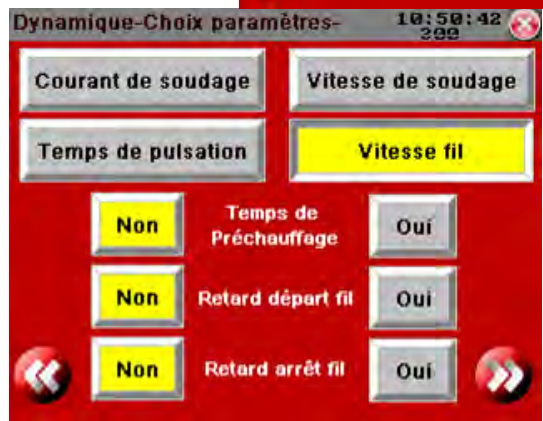 Dynamique-Choix paramètres-
10:50:42
200
Courant de soudage
Vitesse de soudage
Temps de pulsation
Vitesse fil
Non
Temps de
Préchauffage
Oui
Non
Retard départ fil
Oui
Non
Retard arrêt fil
Oui